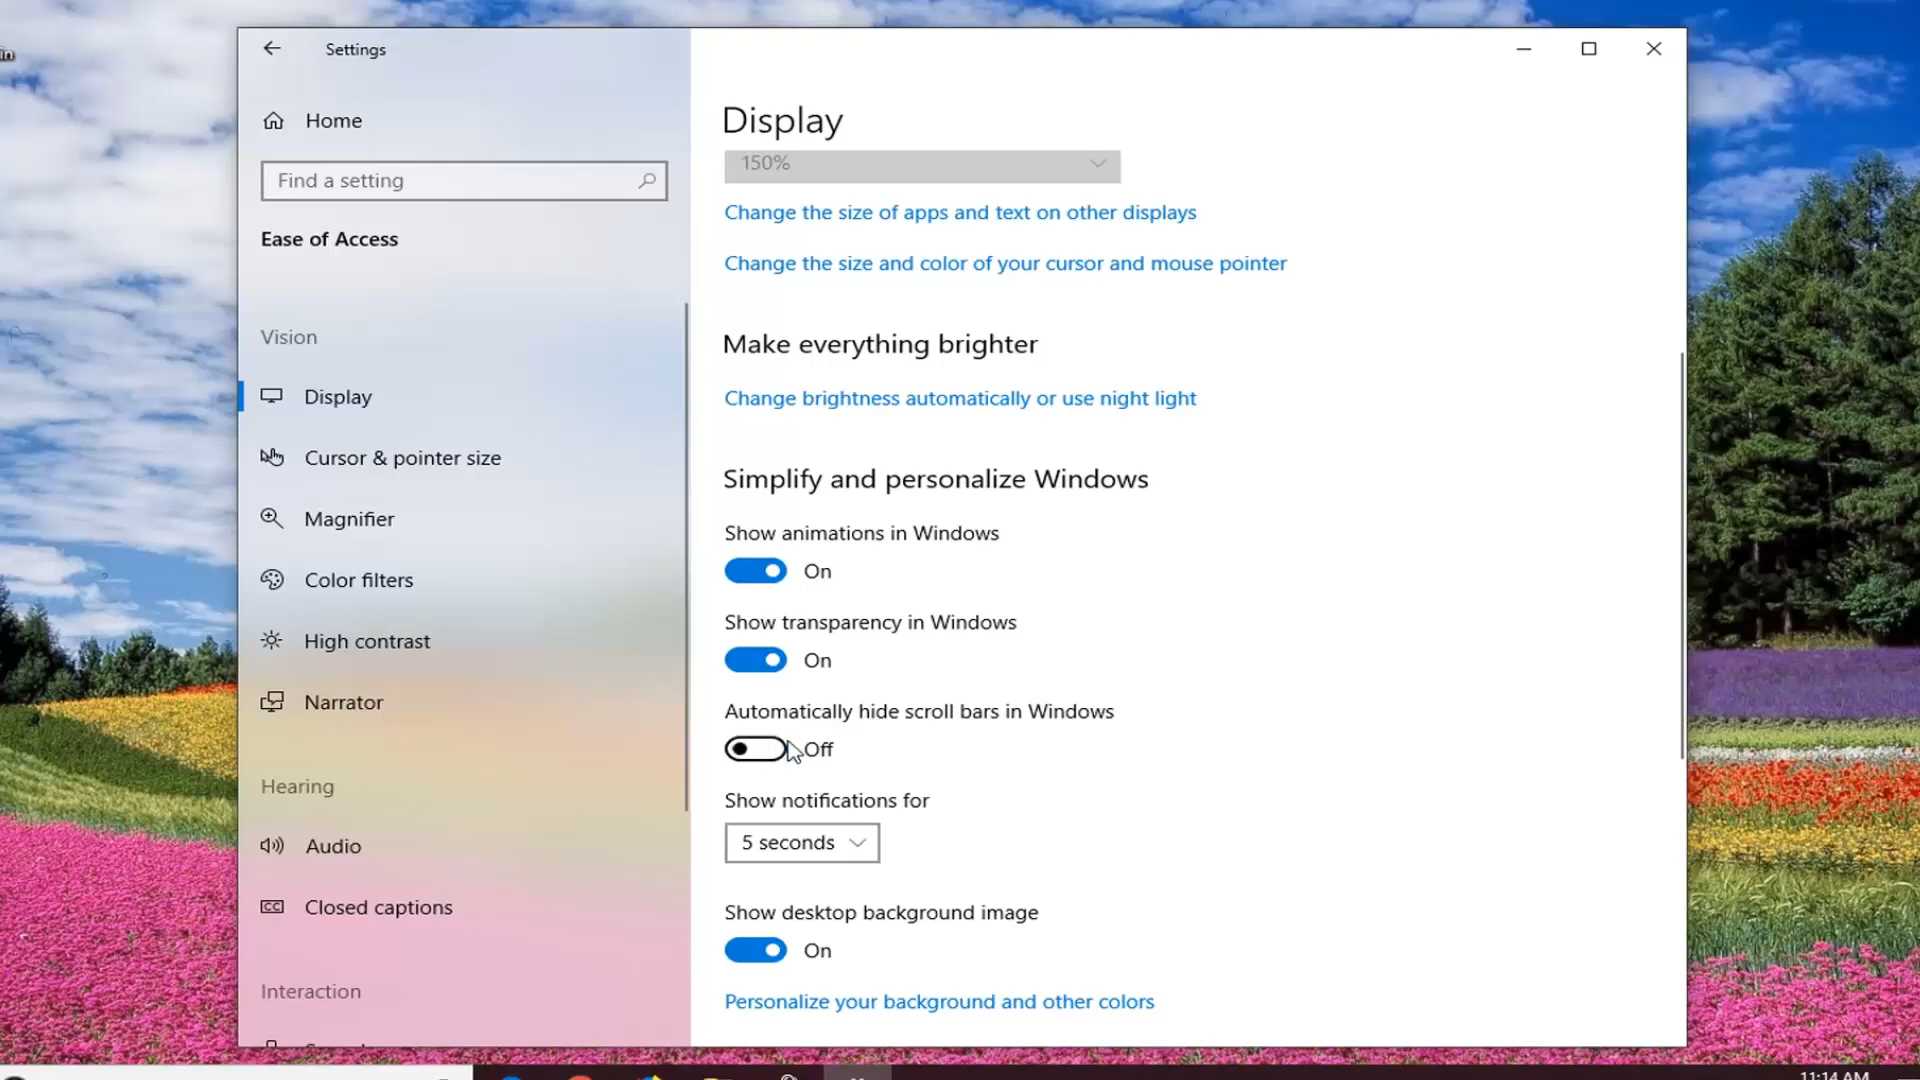 in
Settings
Home
Find a setting
Ease of Access
Vision
Display
Cursor & pointer size
Magnifier
Color filters
High contrast
Narrator
Hearing
Audio
Closed captions
Interaction
Display
150%
Change the size of apps and text on other displays
Change the size and color of your cursor and mouse pointer
Make everything brighter
Change brightness automatically or use night light
Simplify and personalize Windows
Show animations in Windows
On
Show transparency in Windows
On
Automatically hide scroll bars in Windows
Off
Show notifications for
5 seconds
Show desktop background image
On
Personalize your background and other colors
11:14 AM